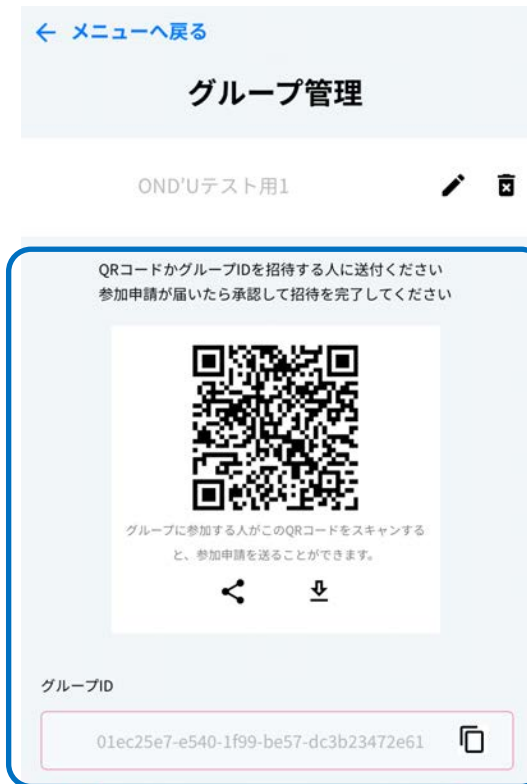 ← メニューへ戻る
グループ管理
OND'Uテスト用1
QRコードかグループIDを招待する人に送付ください
参加申請が届いたら承認して招待を完了してください
グループに参加する人がこのQRコードをスキャンする
と、参加申請を送ることができます。
グループID
01ec25e7-e540-1f99-be57-dc3b23472e61